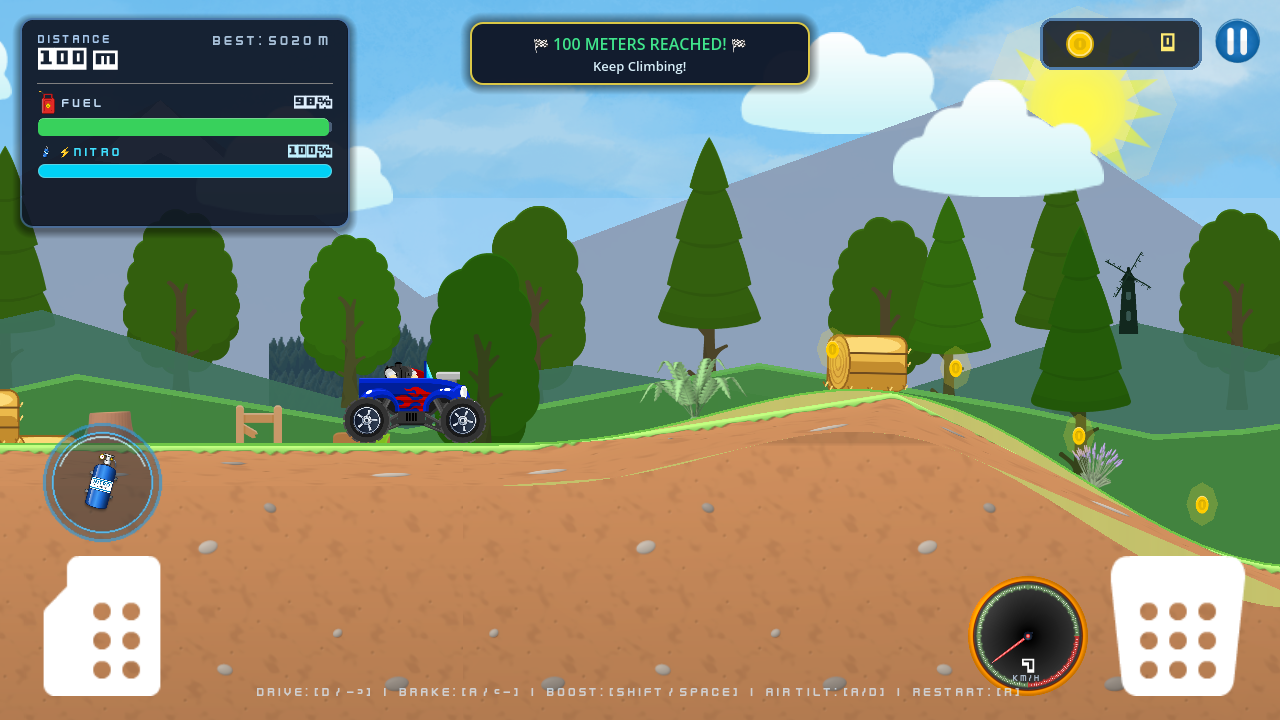 DISTANCE
BEST: 5020 M
100 m
FUEL 98%
⚡NITRO 100%
🏁 100 METERS REACHED! 🏁
Keep Climbing!
0
7
KM/H
DRIVE: [D / ->] | BRAKE: [A / <-] | BOOST: [SHIFT / SPACE] | AIR TILT: [A/D] | RESTART: [R]